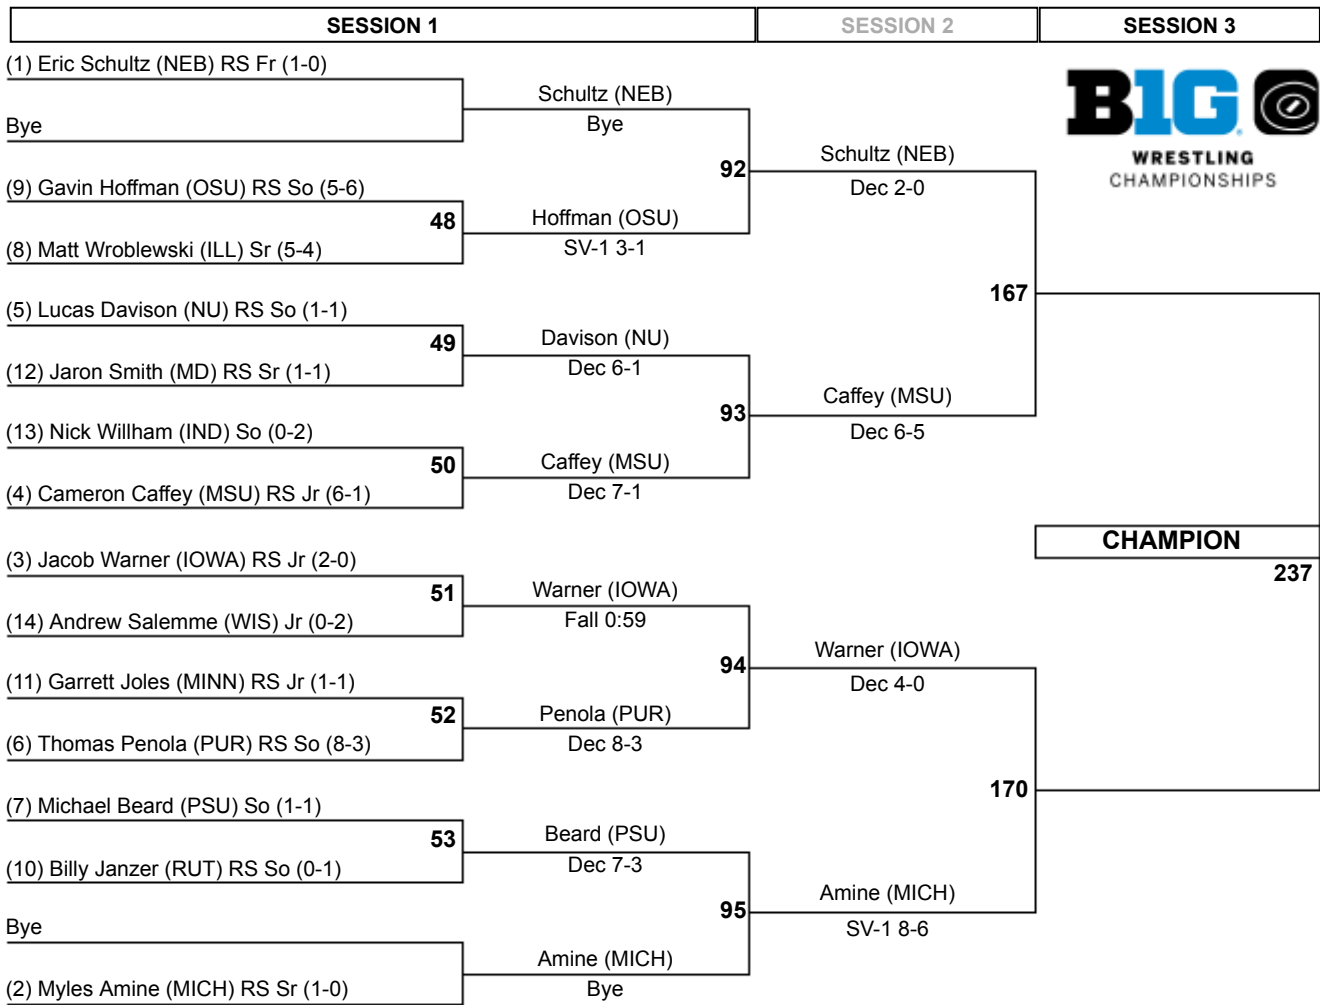 SESSION 1
SESSION 2
SESSION 3
(1) Eric Schultz (NEB) RS Fr (1-0)
Bye
(9) Gavin Hoffman (OSU) RS So (5-6)
48
(8) Matt Wroblewski (ILL) Sr (5-4)
(5) Lucas Davison (NU) RS So (1-1)
49
(12) Jaron Smith (MD) RS Sr (1-1)
(13) Nick Willham (IND) So (0-2)
50
(4) Cameron Caffey (MSU) RS Jr (6-1)
(3) Jacob Warner (IOWA) RS Jr (2-0)
51
(14) Andrew Salemme (WIS) Jr (0-2)
(11) Garrett Joles (MINN) RS Jr (1-1)
52
(6) Thomas Penola (PUR) RS So (8-3)
(7) Michael Beard (PSU) So (1-1)
53
(10) Billy Janzer (RUT) RS So (0-1)
Bye
(2) Myles Amine (MICH) RS Sr (1-0)
Schultz (NEB)
Bye
92
Hoffman (OSU)
SV-1 3-1
Davison (NU)
Dec 6-1
93
Caffey (MSU)
Dec 7-1
Warner (IOWA)
Fall 0:59
94
Penola (PUR)
Dec 8-3
Beard (PSU)
Dec 7-3
95
Amine (MICH)
Bye
Schultz (NEB)
Dec 2-0
167
Caffey (MSU)
Dec 6-5
Warner (IOWA)
Dec 4-0
170
Amine (MICH)
SV-1 8-6
B1G
WRESTLING
CHAMPIONSHIPS
CHAMPION
237